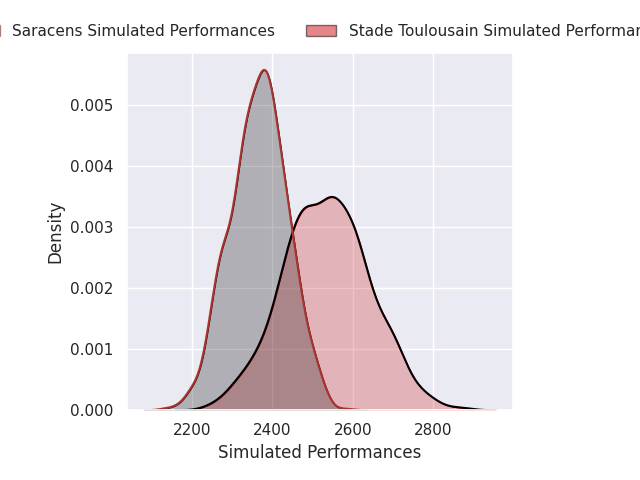 Saracens Simulated Performances
Stade Toulousain Simulated Performar
0.005
0.004
0.003
0.002
0.001
0.000
Density
2200 2400 2600 2800
Simulated Performances